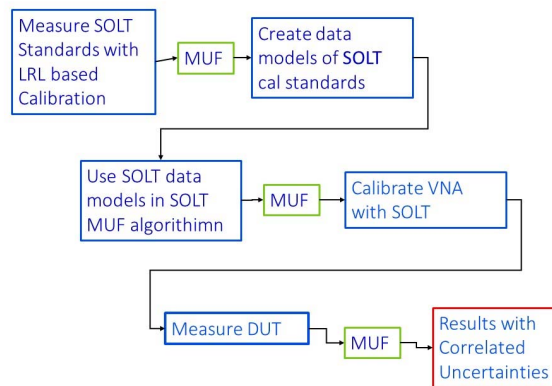 Measure SOLT
Standards with
LRL based
Calibration
MUF
Create data
models of SOLT
cal standards
Use SOLT data
models in SOLT
MUF algorithimn
MUF
Calibrate VNA
with SOLT
Measure DUT
MUF
Results with
Correlated
Uncertainties